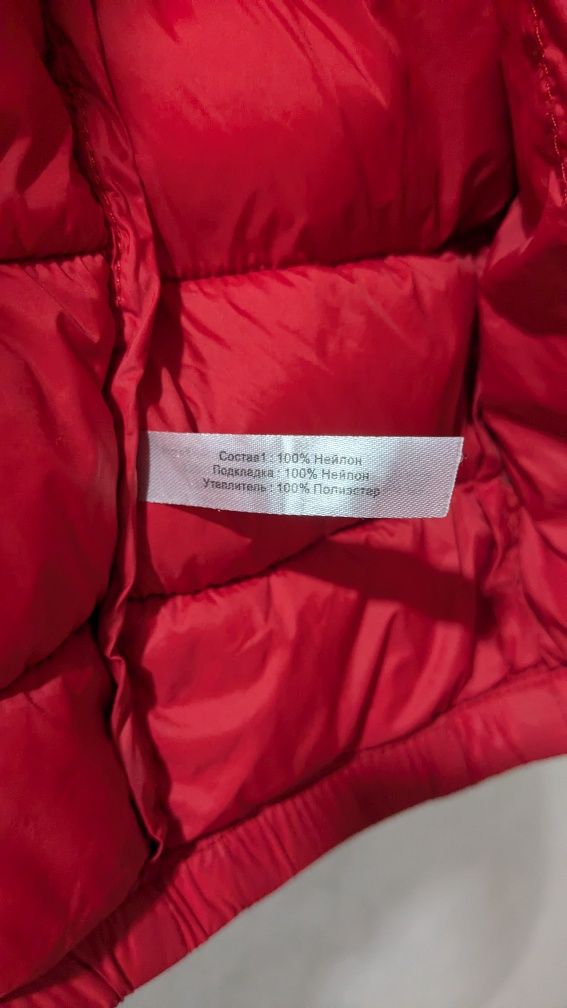 Состав1 : 100% Нейлон
Подкладка : 100% Нейлон
Утеплитель : 100% Полиэстер